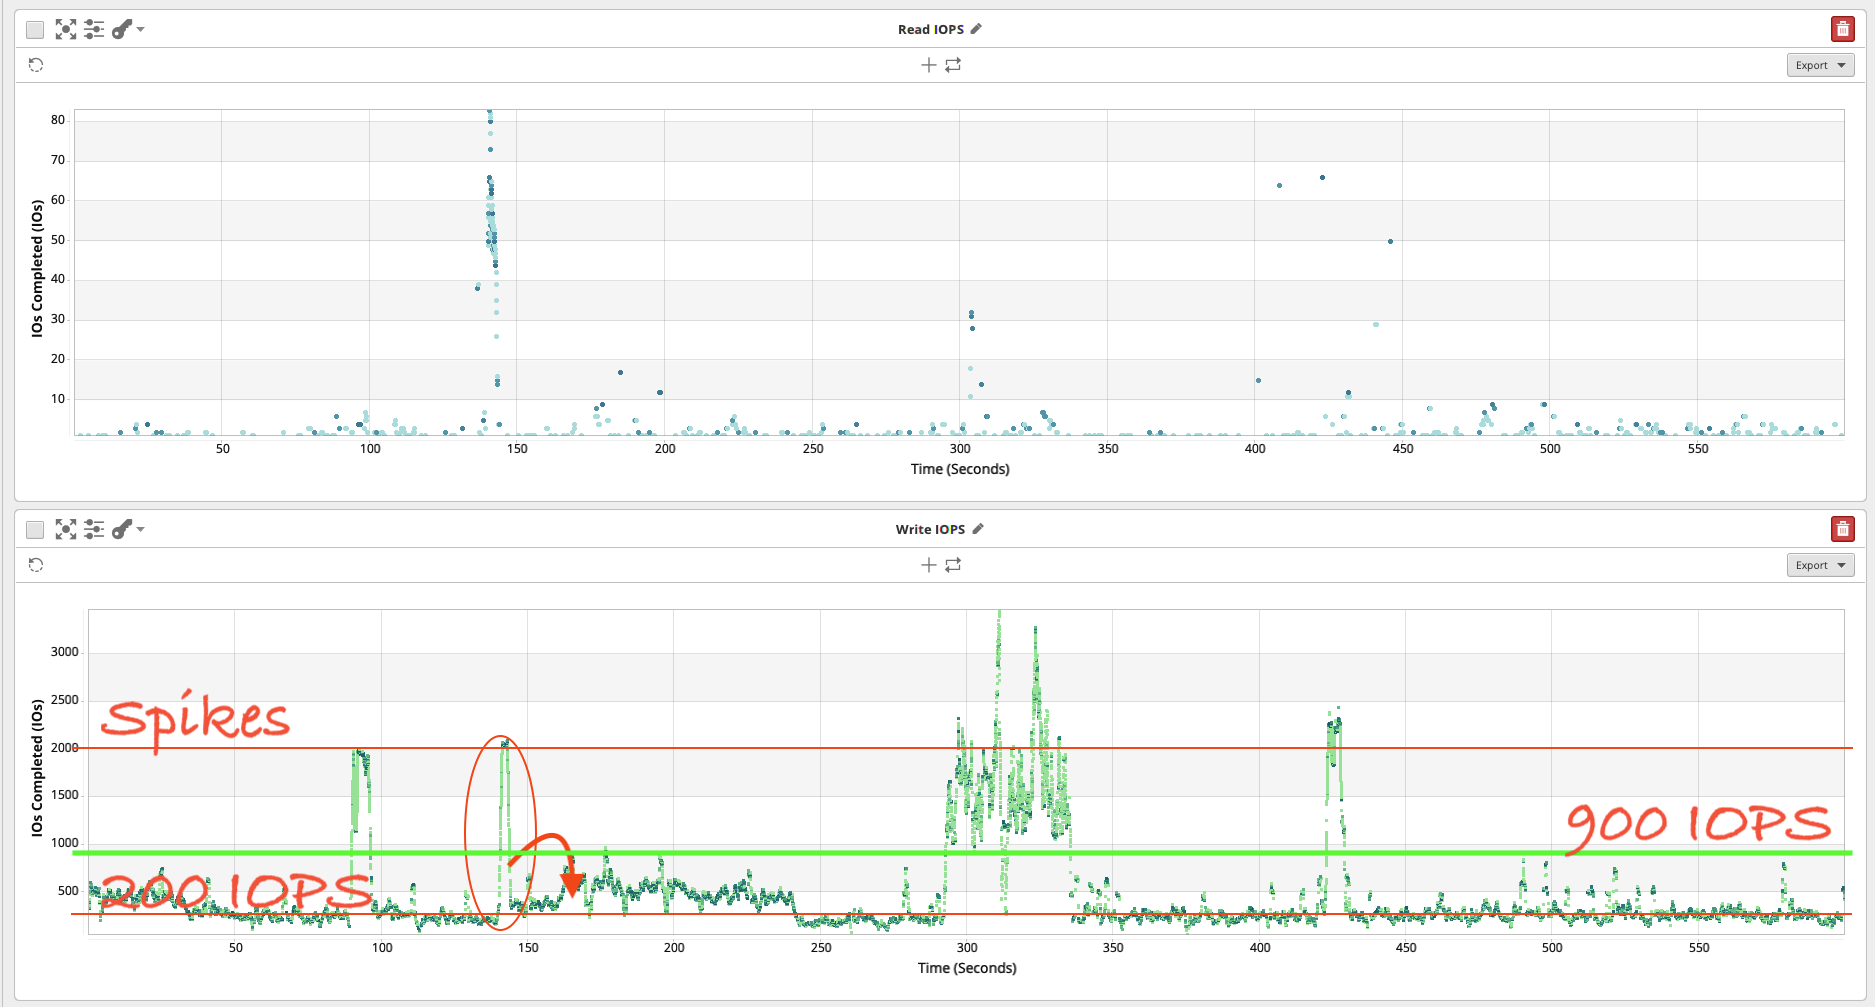 Read IOPS
Export
IOs Completed (IOs)
80
70
60
50
40
30
20
10
50 100 150 200 250 300 350 400 450 500 550
Time (Seconds)
Write IOPS
Export
IOs Completed (IOs)
3000
2500
Spikes
2000
1500
900 IOPS
1000
500
200 IOPS
50 100 150 200 250 300 350 400 450 500 550
Time (Seconds)